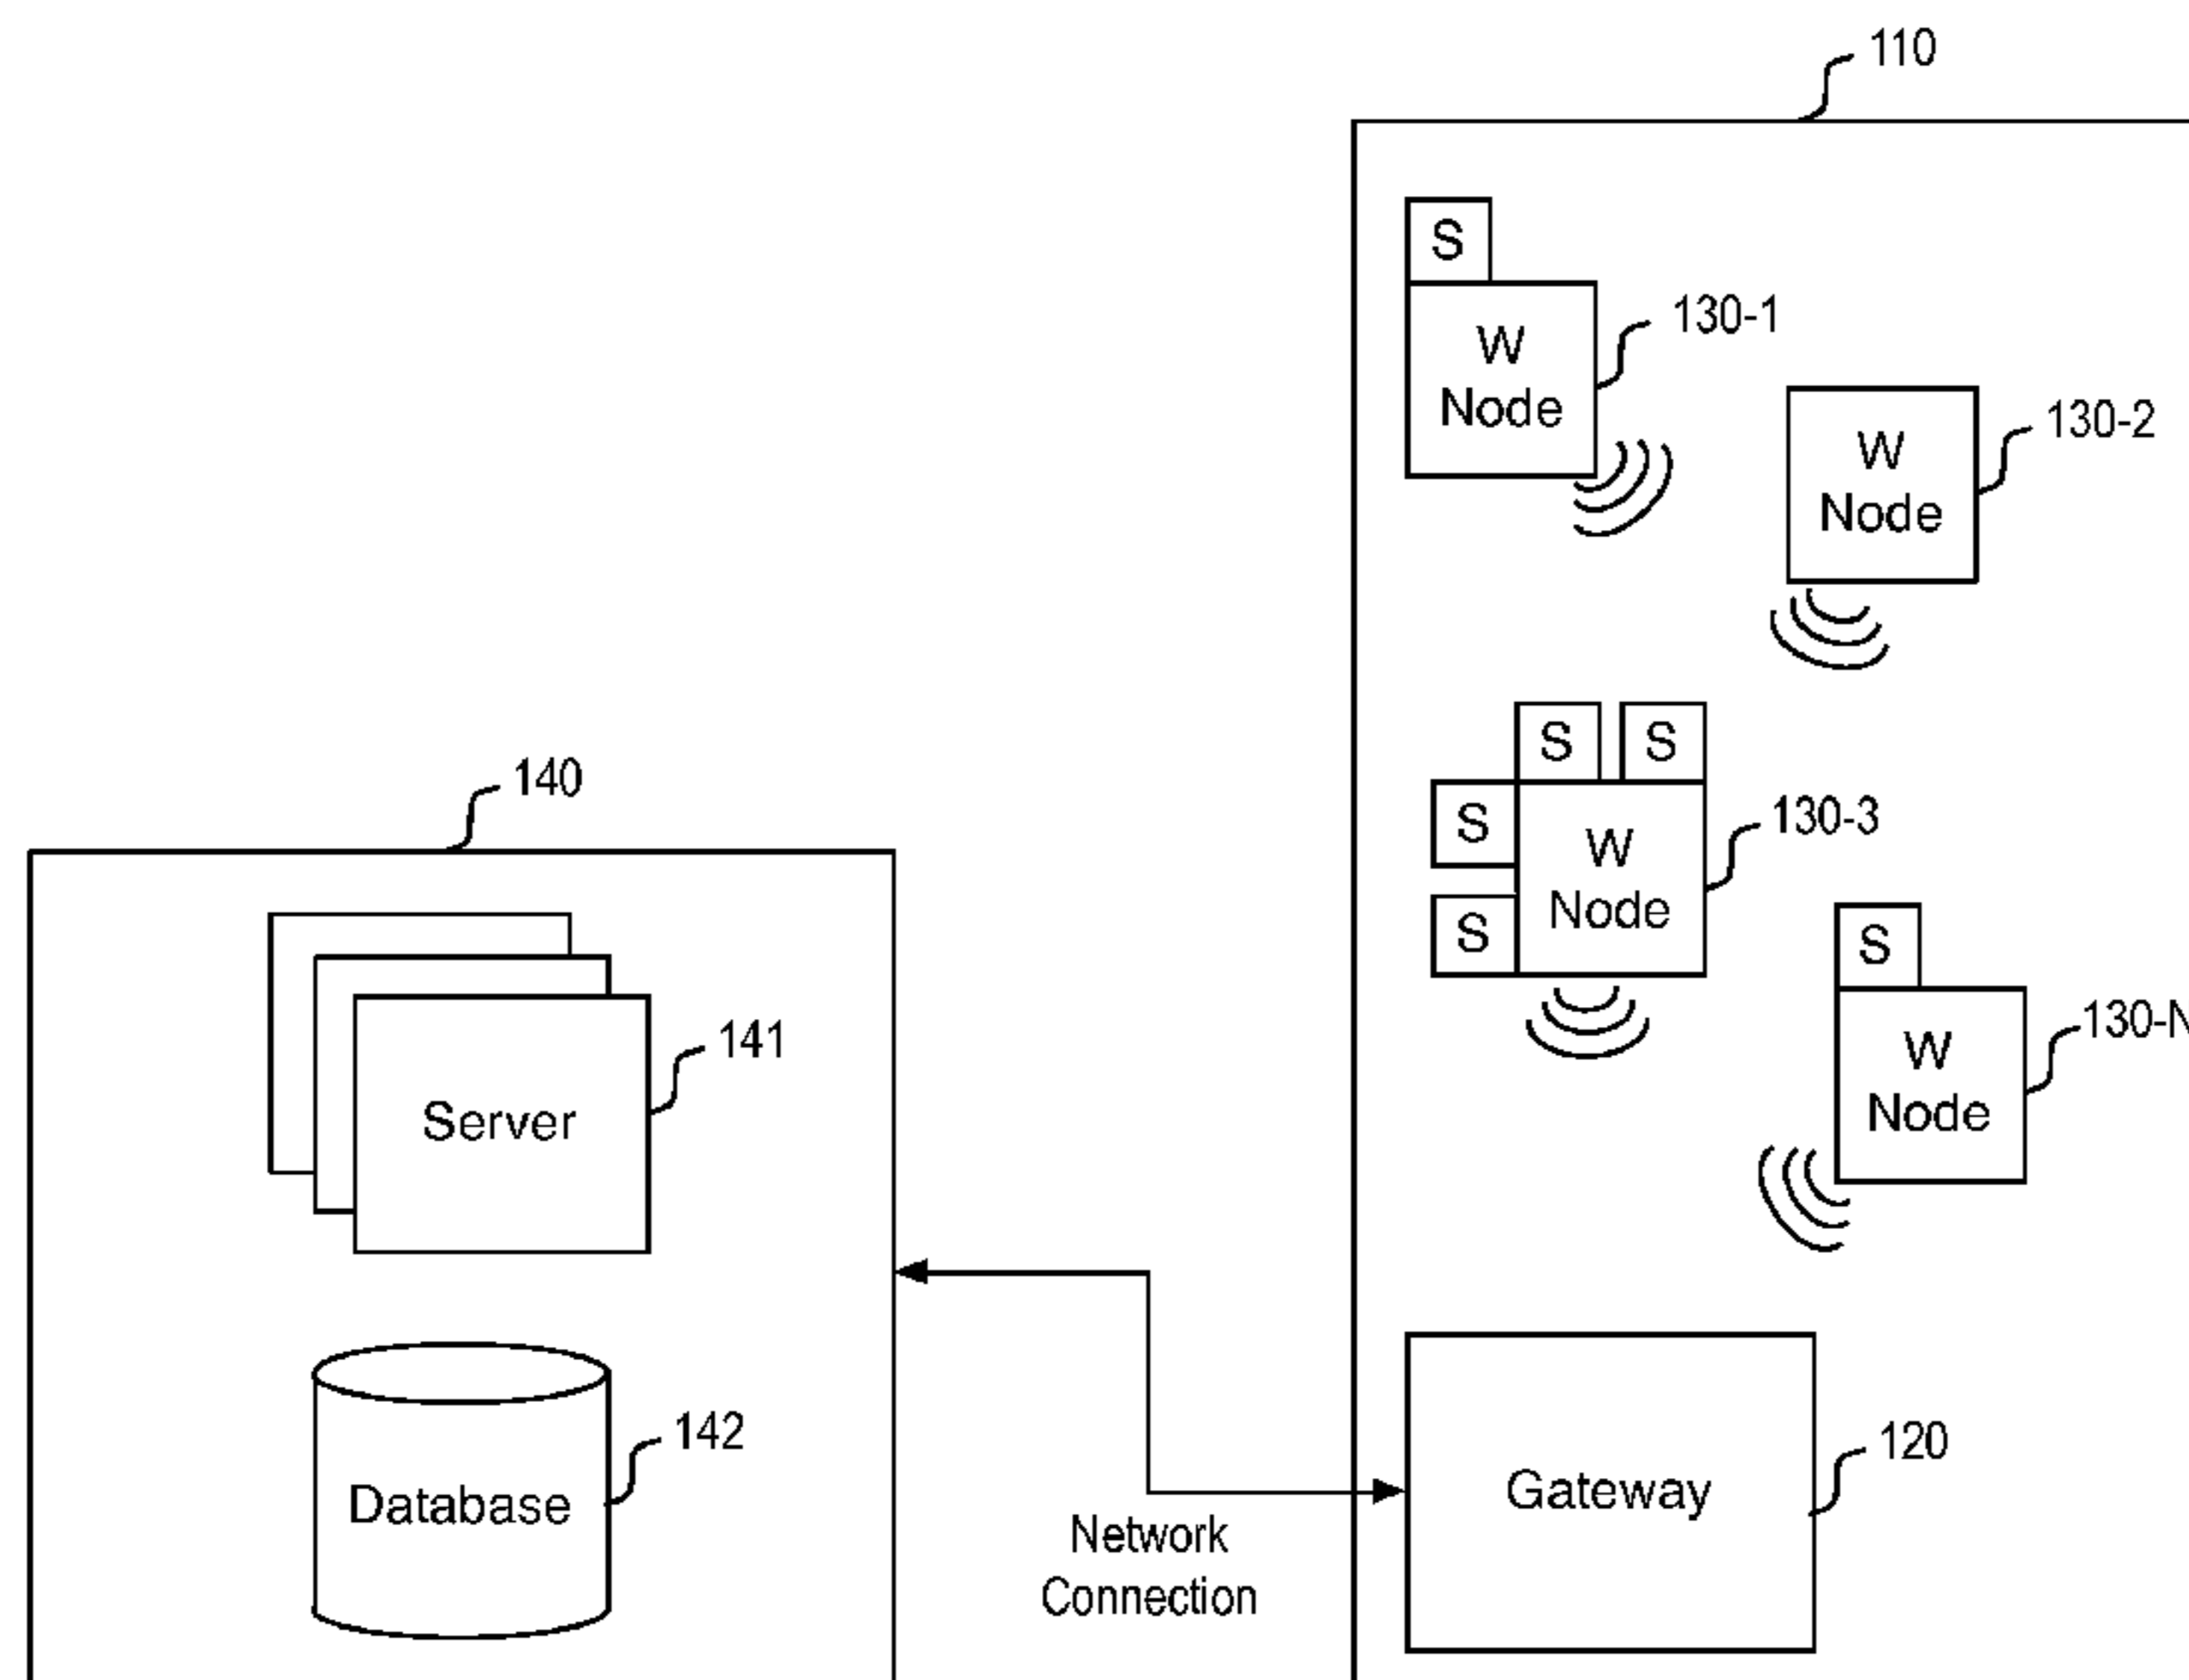 110
S
W
Node
130-1
W
Node
130-2
S
S
S
S
W
Node
130-3
S
W
Node
130-N
140
Server
141
Database
142
Network
Connection
Gateway
120